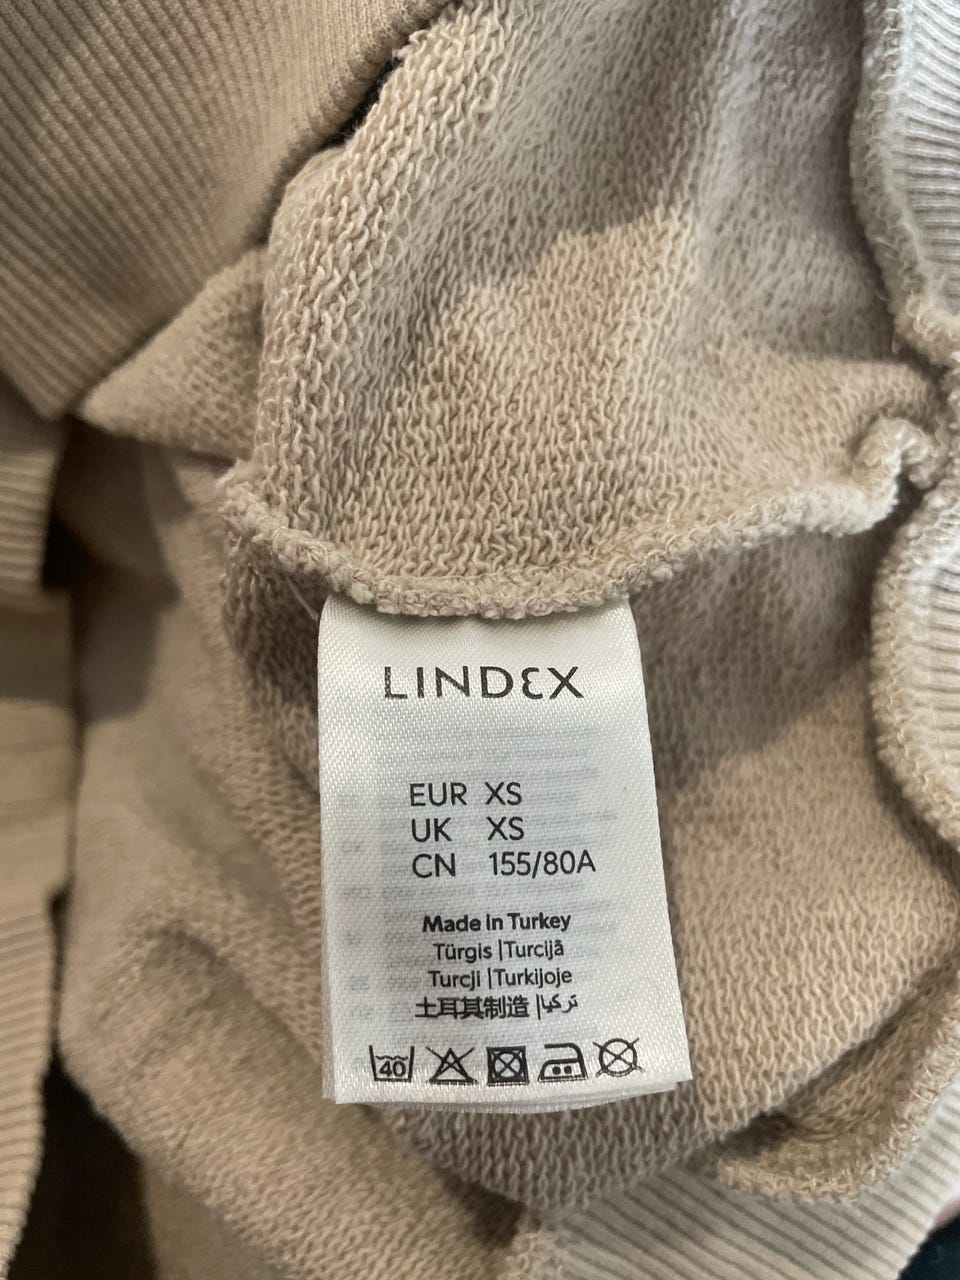 LINDEX
EUR XS
UK XS
CN 155/80A
Made in Turkey
Türgis |Turcijā
Turcji |Turkijoje
土耳其制造 |تركيا
40